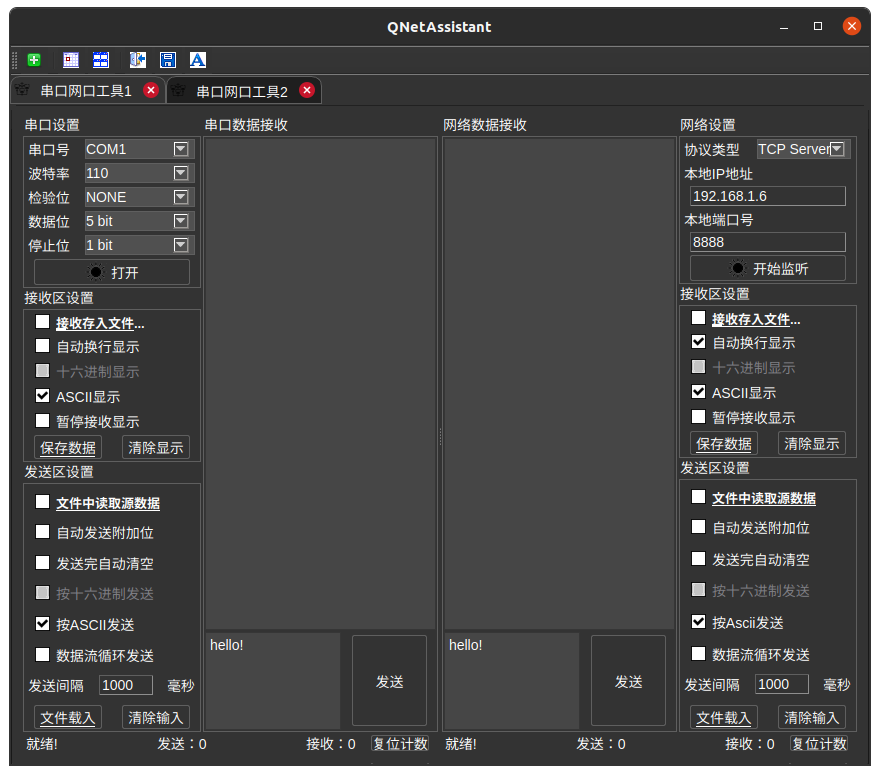 QNetAssistant
串口网口工具1
串口网口工具2
串口设置
串口号 COM1
波特率 110
检验位 NONE
数据位 5 bit
停止位 1 bit
打开
接收区设置
接收存入文件...
自动换行显示
十六进制显示
ASCII显示
暂停接收显示
保存数据 清除显示
发送区设置
文件中读取源数据
自动发送附加位
发送完自动清空
按十六进制发送
按ASCII发送
数据流循环发送
发送间隔 1000 毫秒
文件载入 清除输入
串口数据接收
hello!
发送
就绪! 发送：0 接收：0 复位计数
网络数据接收
hello!
发送
网络设置
协议类型 TCP Server
本地IP地址
192.168.1.6
本地端口号
8888
开始监听
接收区设置
接收存入文件...
自动换行显示
十六进制显示
ASCII显示
暂停接收显示
保存数据 清除显示
发送区设置
文件中读取源数据
自动发送附加位
发送完自动清空
按十六进制发送
按Ascii发送
数据流循环发送
发送间隔 1000 毫秒
文件载入 清除输入
就绪! 发送：0 接收：0 复位计数